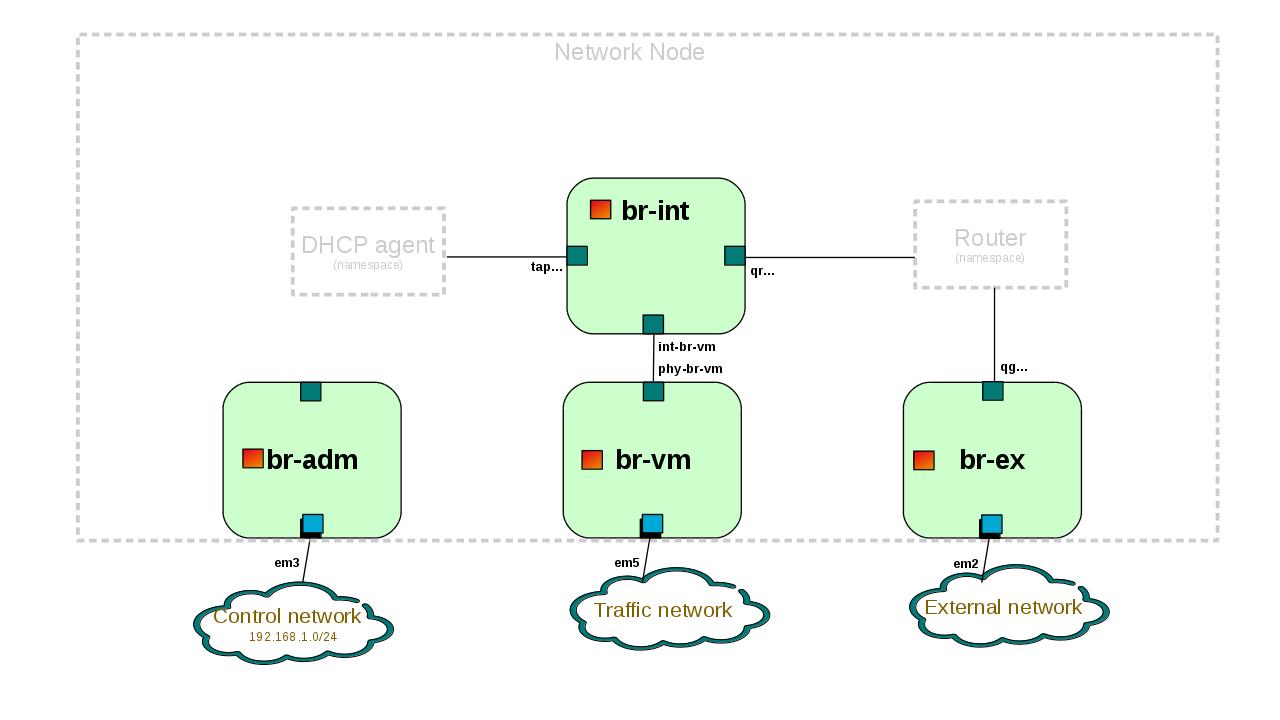 Network Node
br-int
DHCP agent
(namespace)
Router
(namespace)
tap...
qr...
int-br-vm
phy-br-vm
qg...
br-adm
br-vm
br-ex
em3
em5
em2
Control network
192.168.1.0/24
Traffic network
External network